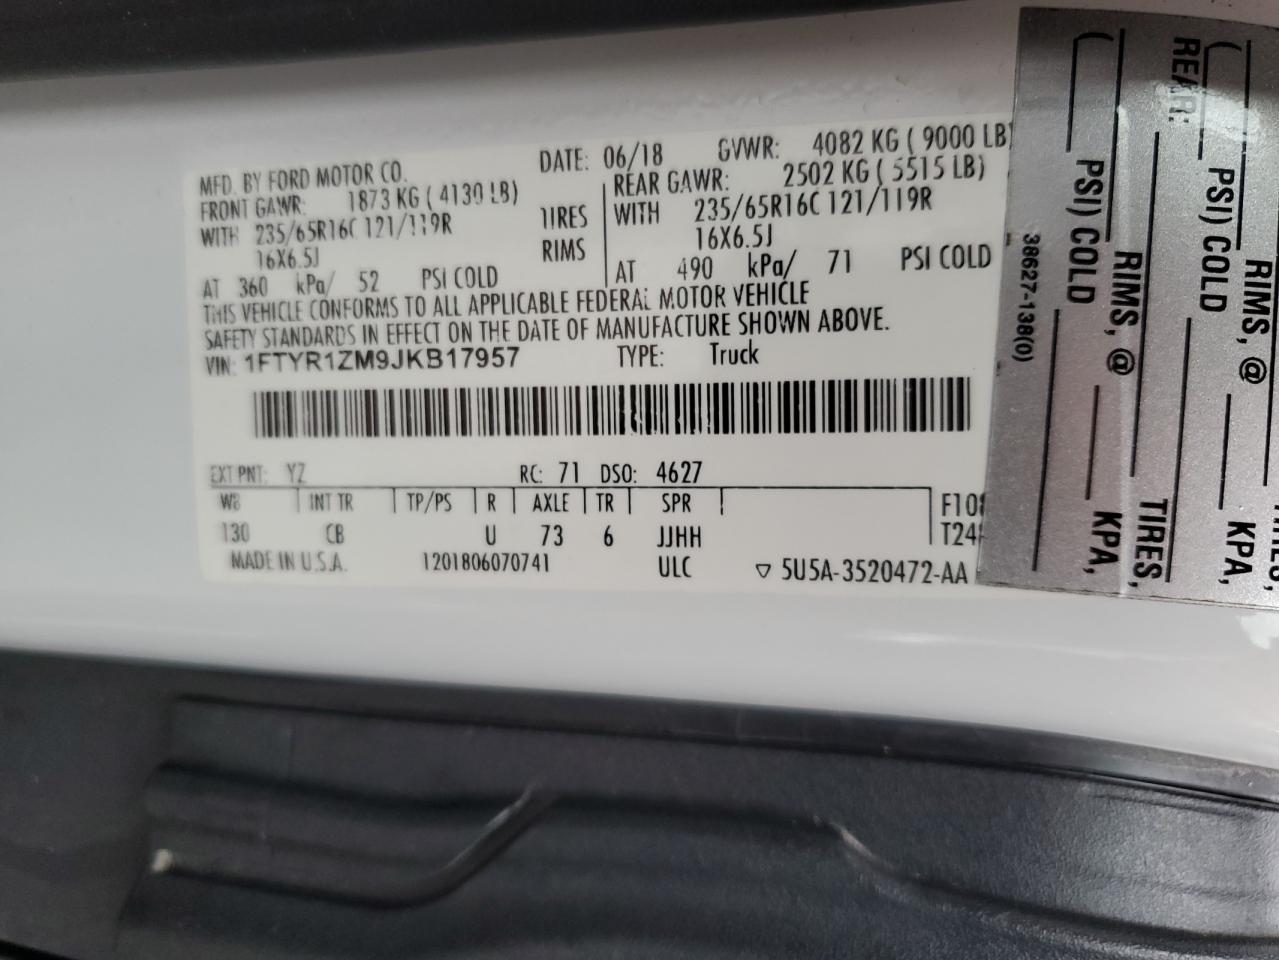 MFD. BY FORD MOTOR CO.
DATE: 06/18
GVWR: 4082 KG ( 9000 LB)
FRONT GAWR: 1873 KG ( 4130 LB)
WITH 235/65R16C 121/119R TIRES
16X6.5J RIMS
AT 360 kPa/ 52 PSI COLD
REAR GAWR: 2502 KG ( 5515 LB)
WITH 235/65R16C 121/119R
16X6.5J
AT 490 kPa/ 71 PSI COLD
THIS VEHICLE CONFORMS TO ALL APPLICABLE FEDERAL MOTOR VEHICLE
SAFETY STANDARDS IN EFFECT ON THE DATE OF MANUFACTURE SHOWN ABOVE.
VIN: 1FTYR1ZM9JKB17957 TYPE: Truck
EXT PNT: YZ RC: 71 DSO: 4627
WB INT TR TP/PS R AXLE TR SPR
130 CB U 73 6 JJHH
F108
T24
MADE IN U.S.A. 1201806070741 ULC ▽ 5U5A-3520472-AA
REAR:
( PSI) COLD
RIMS, @
TIRES,
KPA,
( PSI) COLD
RIMS, @
KPA,
38627-138(0)